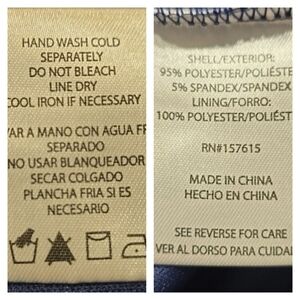 HAND WASH COLD
SEPARATELY
DO NOT BLEACH
LINE DRY
COOL IRON IF NECESSARY
VAR A MANO CON AGUA F
SEPARADO
NO USAR BLANQUEADOR
SECAR COLGADO
PLANCHA FRIA SI ES
NECESARIO
SHELL/EXTERIOR:
95% POLYESTER/POLIÉSTE
5% SPANDEX/SPANDEX
LINING/FORRO:
100% POLYESTER/POLIÉST
RN#157615
MADE IN CHINA
HECHO EN CHINA
SEE REVERSE FOR CARE
VER AL DORSO PARA CUIDA